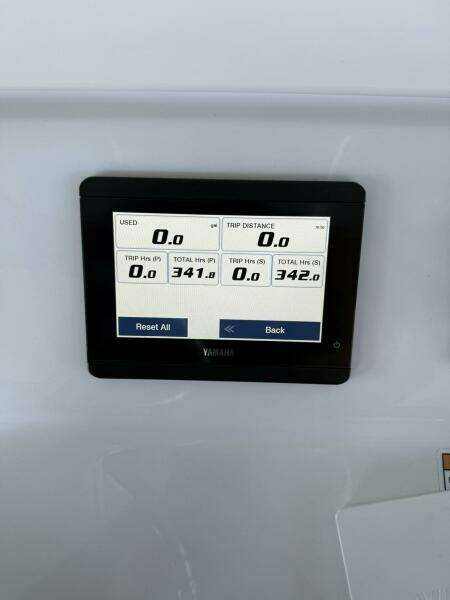 USED gal TRIP DISTANCE mile
0.0 0.0
TRIP Hrs (P) TOTAL Hrs (P) TRIP Hrs (S) TOTAL Hrs (S)
0.0 341.8 0.0 342.0
Reset All << Back
YAMAHA